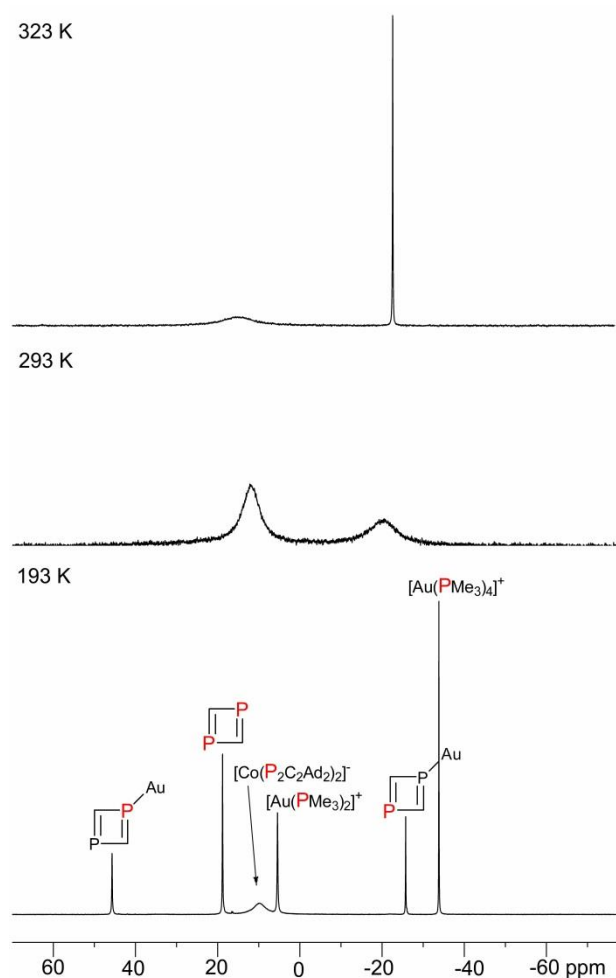 323 K
293 K
193 K
[Au(PMe₃)₄]⁺
P
P
Au
[Co(P₂C₂Ad₂)₂]⁻
Au
P
[Au(PMe₃)₂]⁺
P
P
P
60 40 20 0 -20 -40 -60 ppm